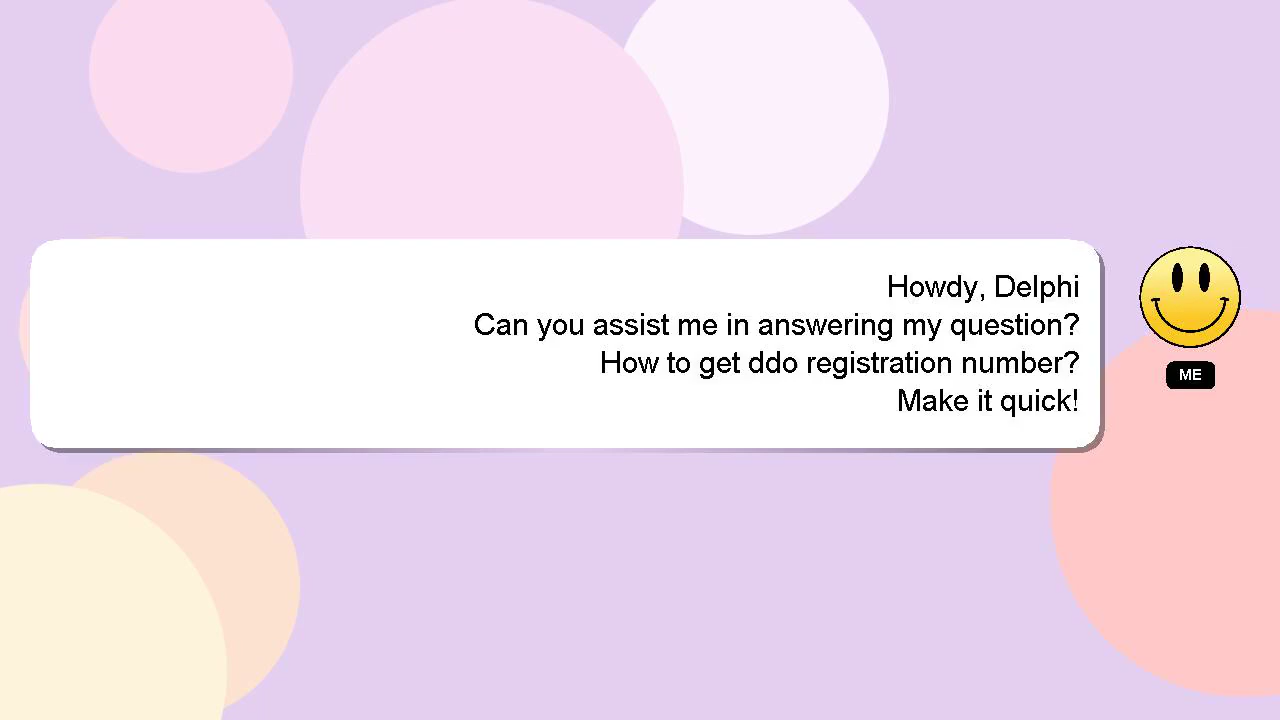 Howdy, Delphi
Can you assist me in answering my question?
How to get ddo registration number?
Make it quick!
ME